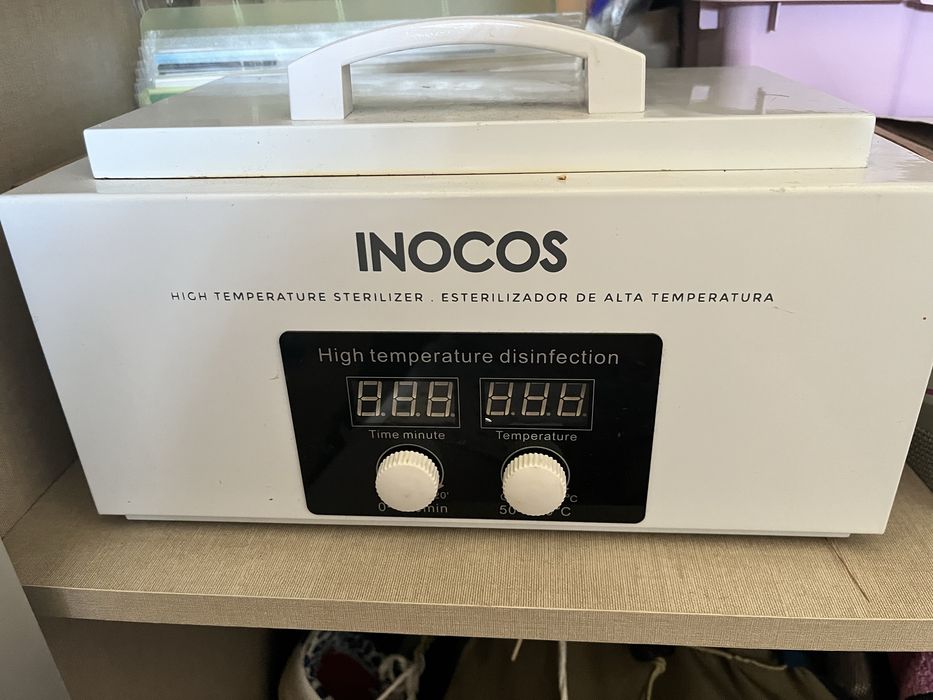 INOCOS
HIGH TEMPERATURE STERILIZER . ESTERILIZADOR DE ALTA TEMPERATURA
High temperature disinfection
Time minute
Temperature